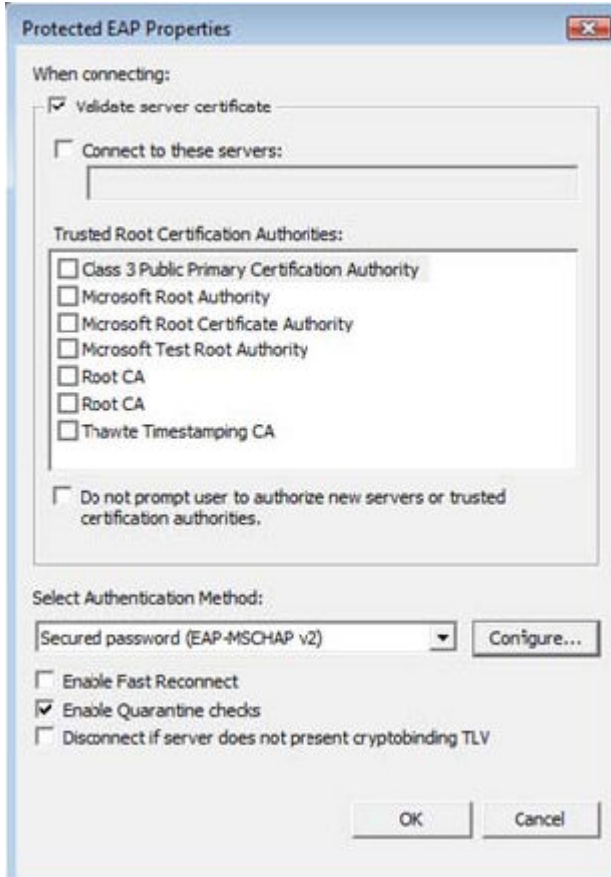 Protected EAP Properties
When connecting:
Validate server certificate
Connect to these servers:
Trusted Root Certification Authorities:
Class 3 Public Primary Certification Authority
Microsoft Root Authority
Microsoft Root Certificate Authority
Microsoft Test Root Authority
Root CA
Root CA
Thawte Timestamping CA
Do not prompt user to authorize new servers or trusted
certification authorities.
Select Authentication Method:
Secured password (EAP-MSCHAP v2)
Configure...
Enable Fast Reconnect
Enable Quarantine checks
Disconnect if server does not present cryptobinding TLV
OK
Cancel